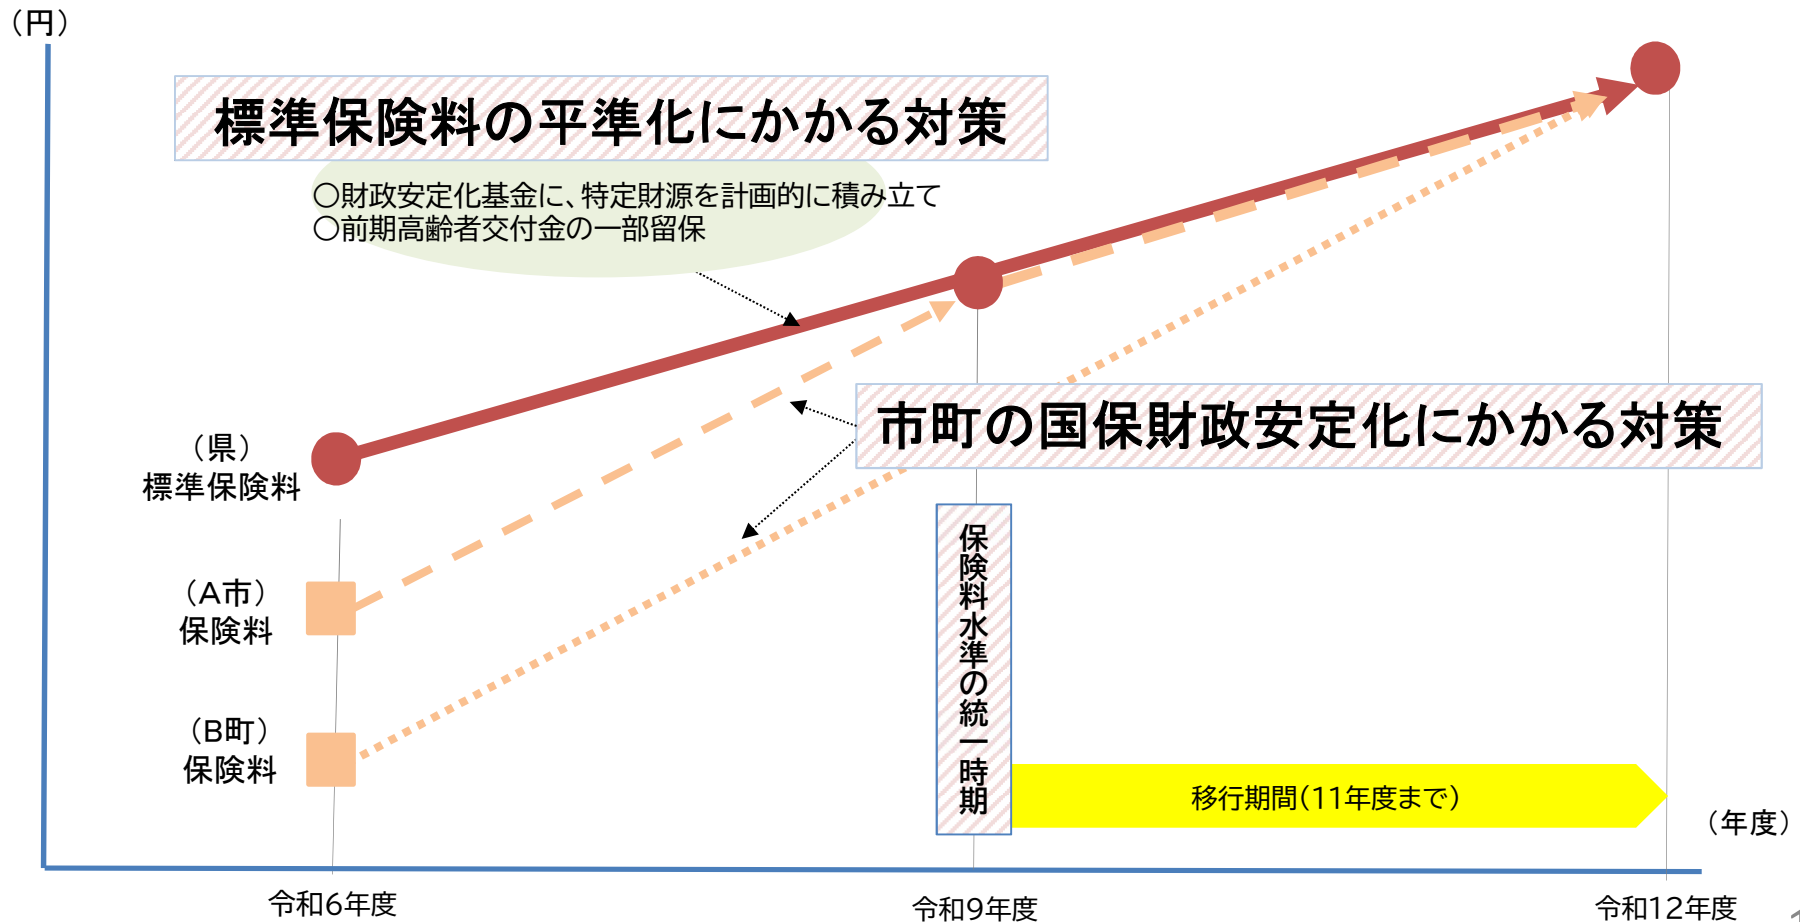 （円）
標準保険料の平準化にかかる対策
○財政安定化基金に、特定財源を計画的に積み立て
○前期高齢者交付金の一部留保
市町の国保財政安定化にかかる対策
（県）
標準保険料
（A市）
保険料
（B町）
保険料
保険料水準の統一時期
移行期間（11年度まで）
（年度）
令和6年度
令和9年度
令和12年度